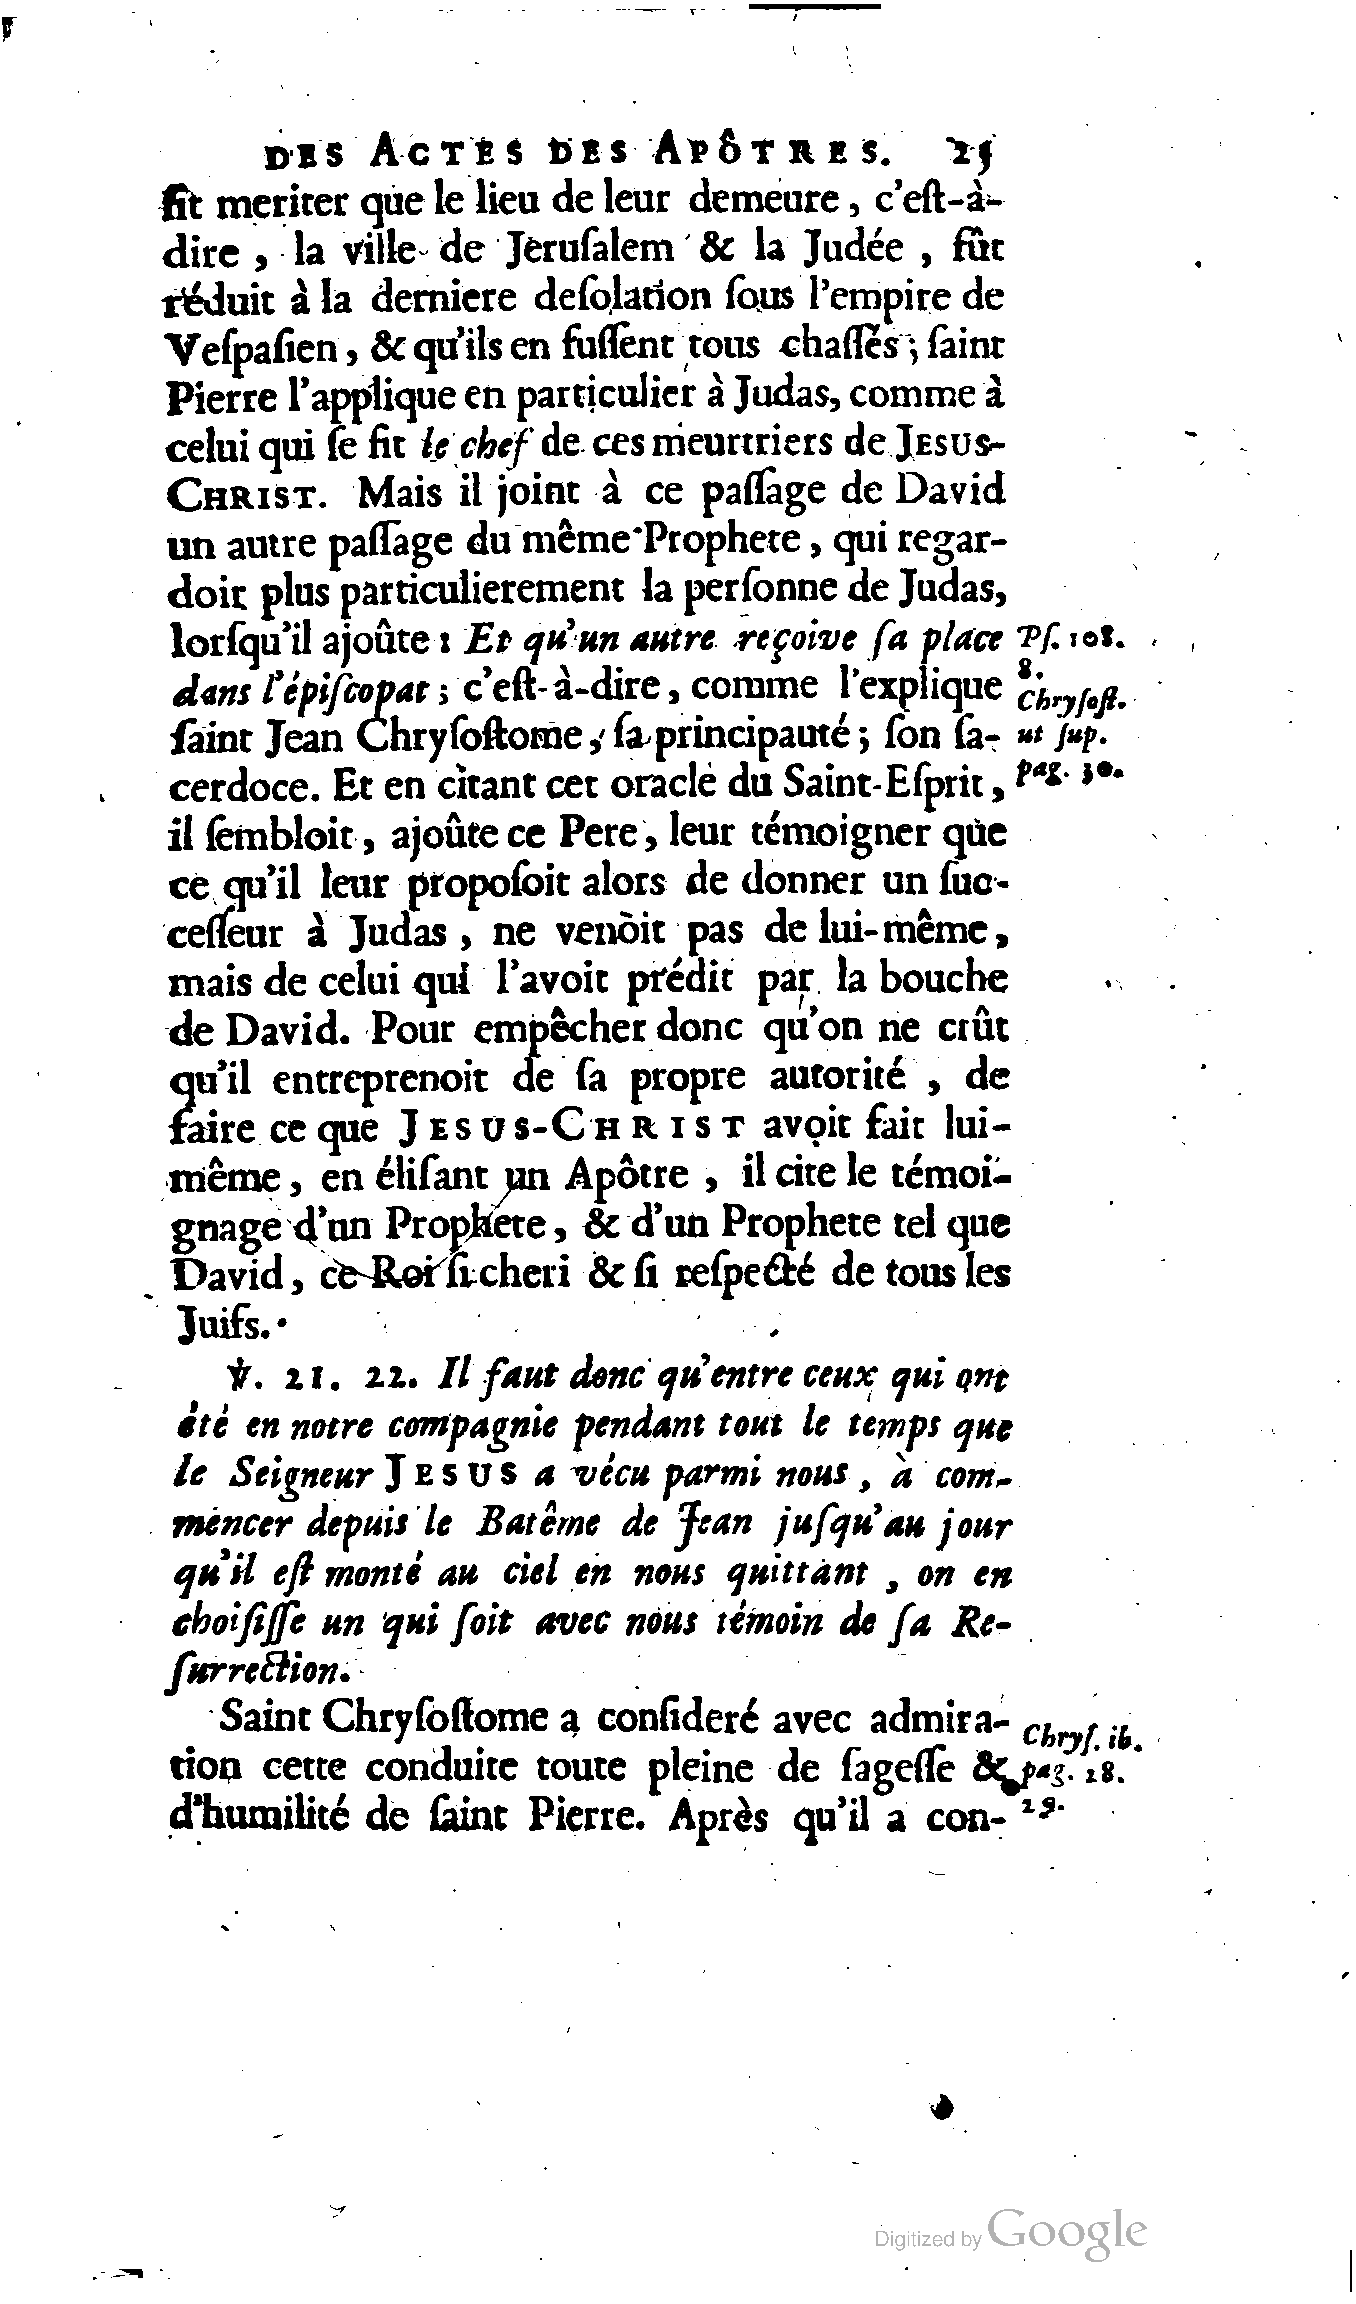 DES ACTES DES APÔTRES. 25
fit meriter que le lieu de leur demeure, c'eſt-à-
dire, la ville de Jeruſalem & la Judée, fût
réduit à la derniere deſolation ſous l'empire de
Veſpaſien, & qu'ils en fuſſent tous chaſſés; ſaint
Pierre l'applique en particulier à Judas, comme à
celui qui ſe fit le chef de ces meurtriers de JESUS-
CHRIST. Mais il joint à ce paſſage de David
un autre paſſage du même Prophete, qui regar-
doit plus particulierement la perſonne de Judas,
lorſqu'il ajoûte: Et qu'un autre reçoive ſa place
Pſ. 108.
8.
dans l'épiſcopat; c'eſt-à-dire, comme l'explique
Chryſoſt.
ſaint Jean Chryſoſtome, ſa principauté; ſon ſa-
ut ſup.
cerdoce. Et en citant cet oracle du Saint-Eſprit,
pag. 30.
il ſembloit, ajoûte ce Pere, leur témoigner que
ce qu'il leur propoſoit alors de donner un ſuc-
ceſſeur à Judas, ne venoit pas de lui-même,
mais de celui qui l'avoit prédit par la bouche
de David. Pour empêcher donc qu'on ne crût
qu'il entreprenoit de ſa propre autorité, de
faire ce que JESUS-CHRIST avoit fait lui-
même, en éliſant un Apôtre, il cite le témoi-
gnage d'un Prophete, & d'un Prophete tel que
David, ce Roi ſi cheri & ſi reſpecté de tous les
Juifs.
℣. 21. 22. Il faut donc qu'entre ceux qui ont
été en notre compagnie pendant tout le temps que
le Seigneur JESUS a vécu parmi nous, à com-
mencer depuis le Batême de Jean juſqu'au jour
qu'il eſt monté au ciel en nous quittant, on en
choiſiſſe un qui ſoit avec nous témoin de ſa Re-
ſurrection.
Saint Chryſoſtome a conſideré avec admira-
Chryſ. ib.
tion cette conduite toute pleine de ſageſſe &
pag. 28.
d'humilité de ſaint Pierre. Après qu'il a con-
29.
Digitized by Google